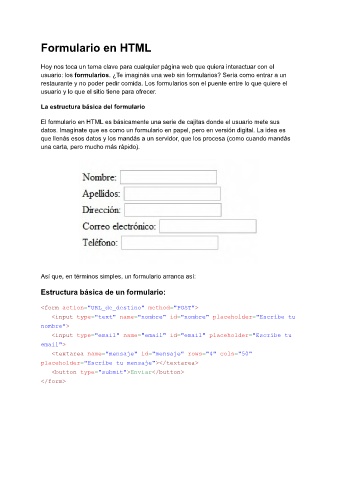 Formulario en HTML
Hoy nos toca un tema clave para cualquier página web que quiera interactuar con el
usuario: los formularios. ¿Te imaginás una web sin formularios? Sería como entrar a un
restaurante y no poder pedir comida. Los formularios son el puente entre lo que quiere el
usuario y lo que el sitio tiene para ofrecer.
La estructura básica del formulario
El formulario en HTML es básicamente una serie de cajitas donde el usuario mete sus
datos. Imaginate que es como un formulario en papel, pero en versión digital. La idea es
que llenás esos datos y los mandás a un servidor, que los procesa (como cuando mandás
una carta, pero mucho más rápido).
Nombre:
Apellidos:
Dirección:
Correo electrónico:
Teléfono:
Así que, en términos simples, un formulario arranca así:
Estructura básica de un formulario:
<form action="URL_de_destino" method="POST">
<input type="text" name="nombre" id="nombre" placeholder="Escribe tu
nombre">
<input type="email" name="email" id="email" placeholder="Escribe tu
email">
<textarea name="mensaje" id="mensaje" rows="4" cols="50"
placeholder="Escribe tu mensaje"></textarea>
<button type="submit">Enviar</button>
</form>